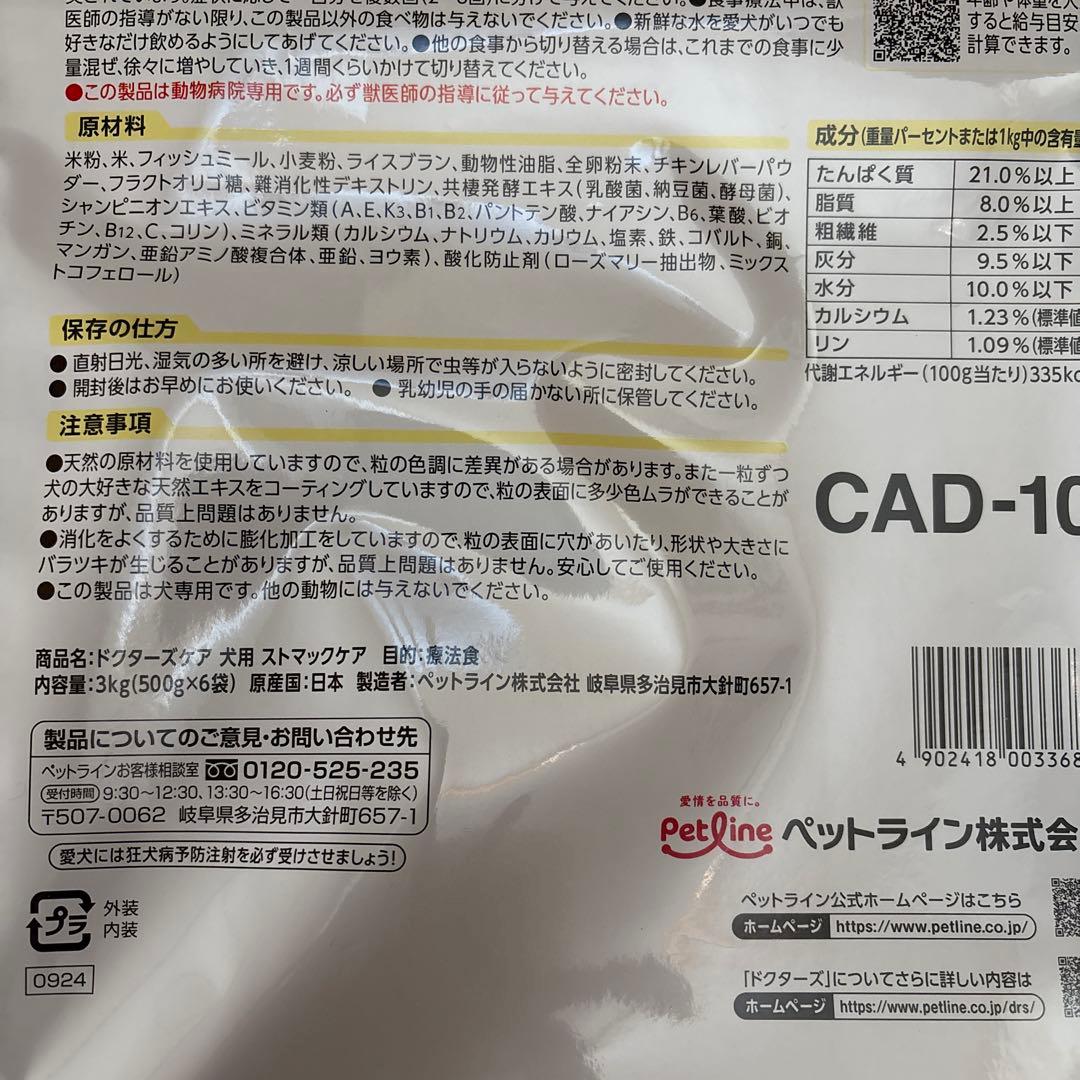 医師の指導がない限り、この製品以外の食べ物は与えないでください。●新鮮な水を愛犬がいつでも
好きなだけ飲めるようにしてあげてください。●他の食事から切り替える場合は、これまでの食事に少
量混ぜ、徐々に増やしていき、1週間くらいかけて切り替えてください。
●この製品は動物病院専用です。必ず獣医師の指導に従って与えてください。
すると給与目安
計算できます。
原材料
米粉、米、フィッシュミール、小麦粉、ライスブラン、動物性油脂、全卵粉末、チキンレバーパウ
ダー、フラクトオリゴ糖、難消化性デキストリン、共棲発酵エキス(乳酸菌、納豆菌、酵母菌)、
シャンピニオンエキス、ビタミン類(A、E、K3、B1、B2、パントテン酸、ナイアシン、B6、葉酸、ビオ
チン、B12、C、コリン)、ミネラル類(カルシウム、ナトリウム、カリウム、塩素、鉄、コバルト、銅、
マンガン、亜鉛アミノ酸複合体、亜鉛、ヨウ素)、酸化防止剤(ローズマリー抽出物、ミックス
トコフェロール)
成分(重量パーセントまたは1kg中の含有量
たんぱく質 21.0%以上
脂質 8.0%以上
粗繊維 2.5%以下
灰分 9.5%以下
水分 10.0%以下
カルシウム 1.23%(標準値
リン 1.09%(標準値
代謝エネルギー(100g当たり)335kc
保存の仕方
● 直射日光、湿気の多い所を避け、涼しい場所で虫等が入らないように密封してください。
● 開封後はお早めにお使いください。 ● 乳幼児の手の届かない所に保管してください。
注意事項
●天然の原材料を使用していますので、粒の色調に差異がある場合があります。また一粒ずつ
犬の大好きな天然エキスをコーティングしていますので、粒の表面に多少色ムラができることが
ありますが、品質上問題はありません。
●消化をよくするために膨化加工をしていますので、粒の表面に穴があいたり、形状や大きさに
バラツキが生じることがありますが、品質上問題はありません。安心してご使用ください。
●この製品は犬専用です。他の動物には与えないでください。
CAD-10
商品名:ドクターズケア 犬用 ストマックケア 目的:療法食
内容量:3kg(500g×6袋) 原産国:日本 製造者:ペットライン株式会社 岐阜県多治見市大針町657-1
4 902418 003368
製品についてのご意見・お問い合わせ先
ペットラインお客様相談室 0120-525-235
受付時間 9:30〜12:30、13:30〜16:30(土日祝日等を除く)
〒507-0062 岐阜県多治見市大針町657-1
愛犬には狂犬病予防注射を必ず受けさせましょう!
愛情を品質に。
Petline ペットライン株式会
プラ 外装
内装
0924
ペットライン公式ホームページはこちら
ホームページ https://www.petline.co.jp/
「ドクターズ」についてさらに詳しい内容は
ホームページ https://www.petline.co.jp/drs/